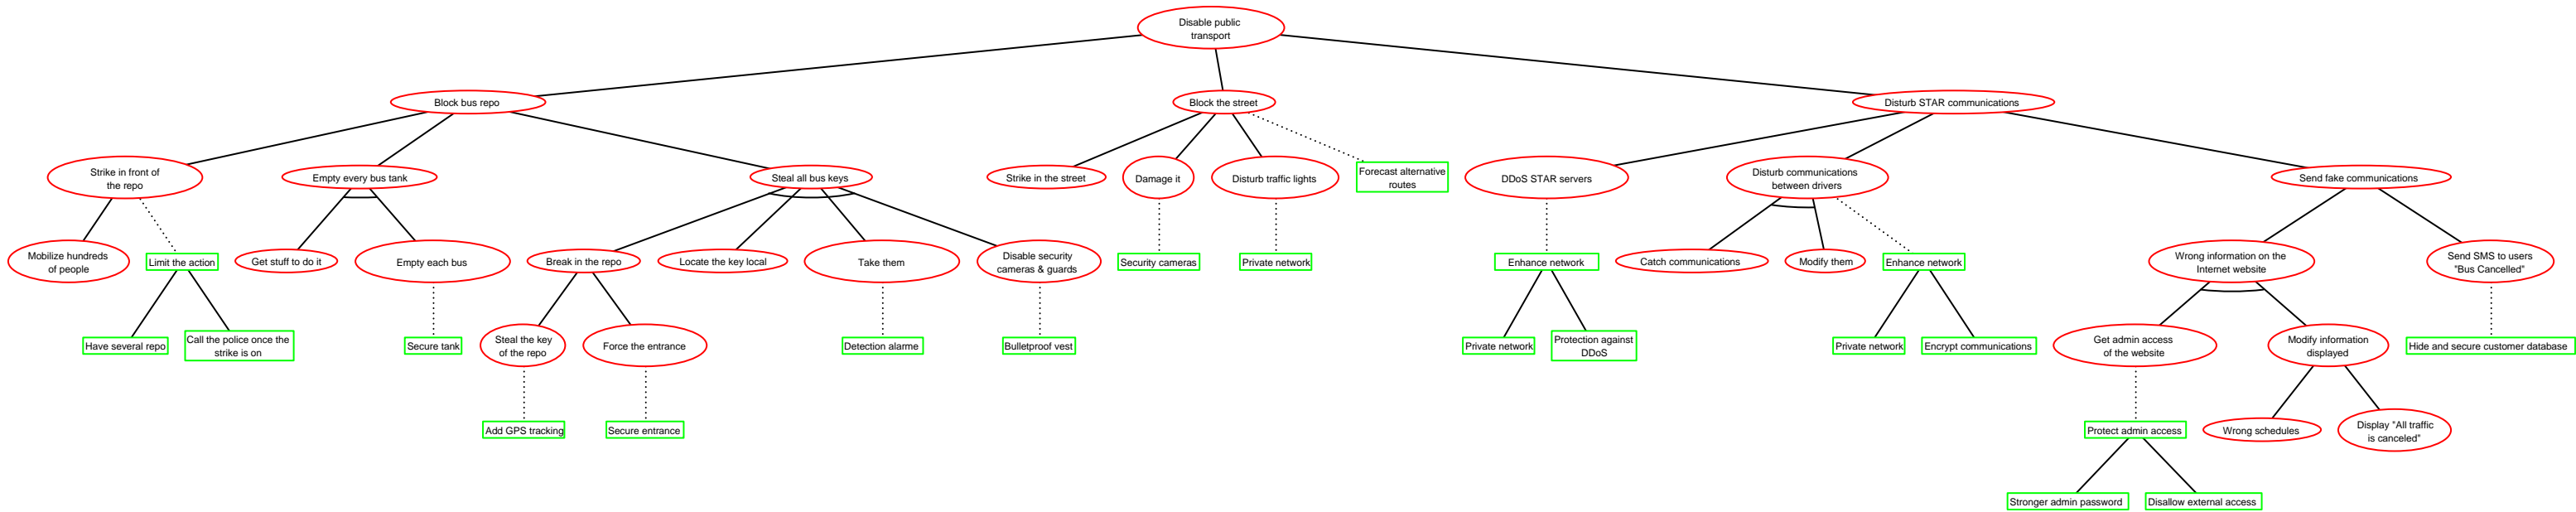 Disable public
transport
Block bus repo
Block the street
Disturb STAR communications
Strike in front of
the repo
Empty every bus tank
Steal all bus keys
Strike in the street
Damage it
Disturb traffic lights
Forecast alternative
routes
DDoS STAR servers
Disturb communications
between drivers
Send fake communications
Mobilize hundreds
of people
Limit the action
Get stuff to do it
Empty each bus
Break in the repo
Locate the key local
Take them
Disable security
cameras & guards
Security cameras
Private network
Enhance network
Catch communications
Modify them
Enhance network
Wrong information on the
Internet website
Send SMS to users
"Bus Cancelled"
Have several repo
Call the police once the
strike is on
Secure tank
Steal the key
of the repo
Force the entrance
Detection alarme
Bulletproof vest
Private network
Protection against
DDoS
Private network
Encrypt communications
Get admin access
of the website
Modify information
displayed
Hide and secure customer database
Add GPS tracking
Secure entrance
Protect admin access
Wrong schedules
Display "All traffic
is canceled"
Stronger admin password
Disallow external access